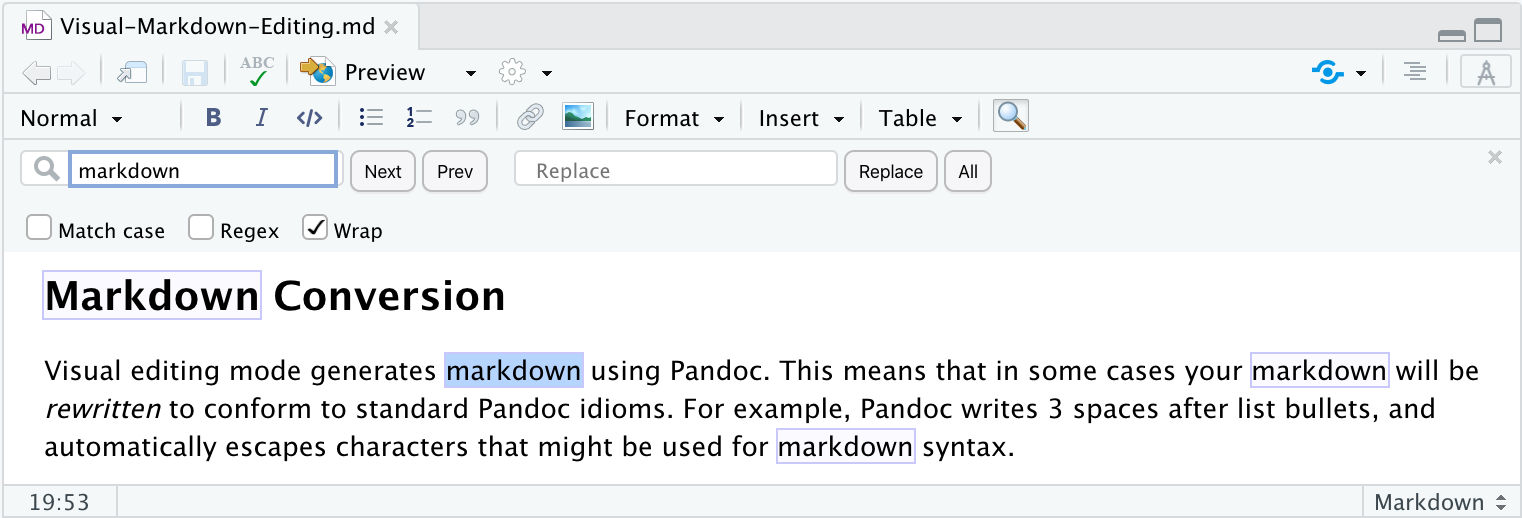 MD Visual-Markdown-Editing.md
ABC Preview
Normal B I </> 1 2 Format Insert Table
markdown Next Prev Replace Replace All
Match case Regex Wrap
Markdown Conversion
Visual editing mode generates markdown using Pandoc. This means that in some cases your markdown will be
rewritten to conform to standard Pandoc idioms. For example, Pandoc writes 3 spaces after list bullets, and
automatically escapes characters that might be used for markdown syntax.
19:53 Markdown